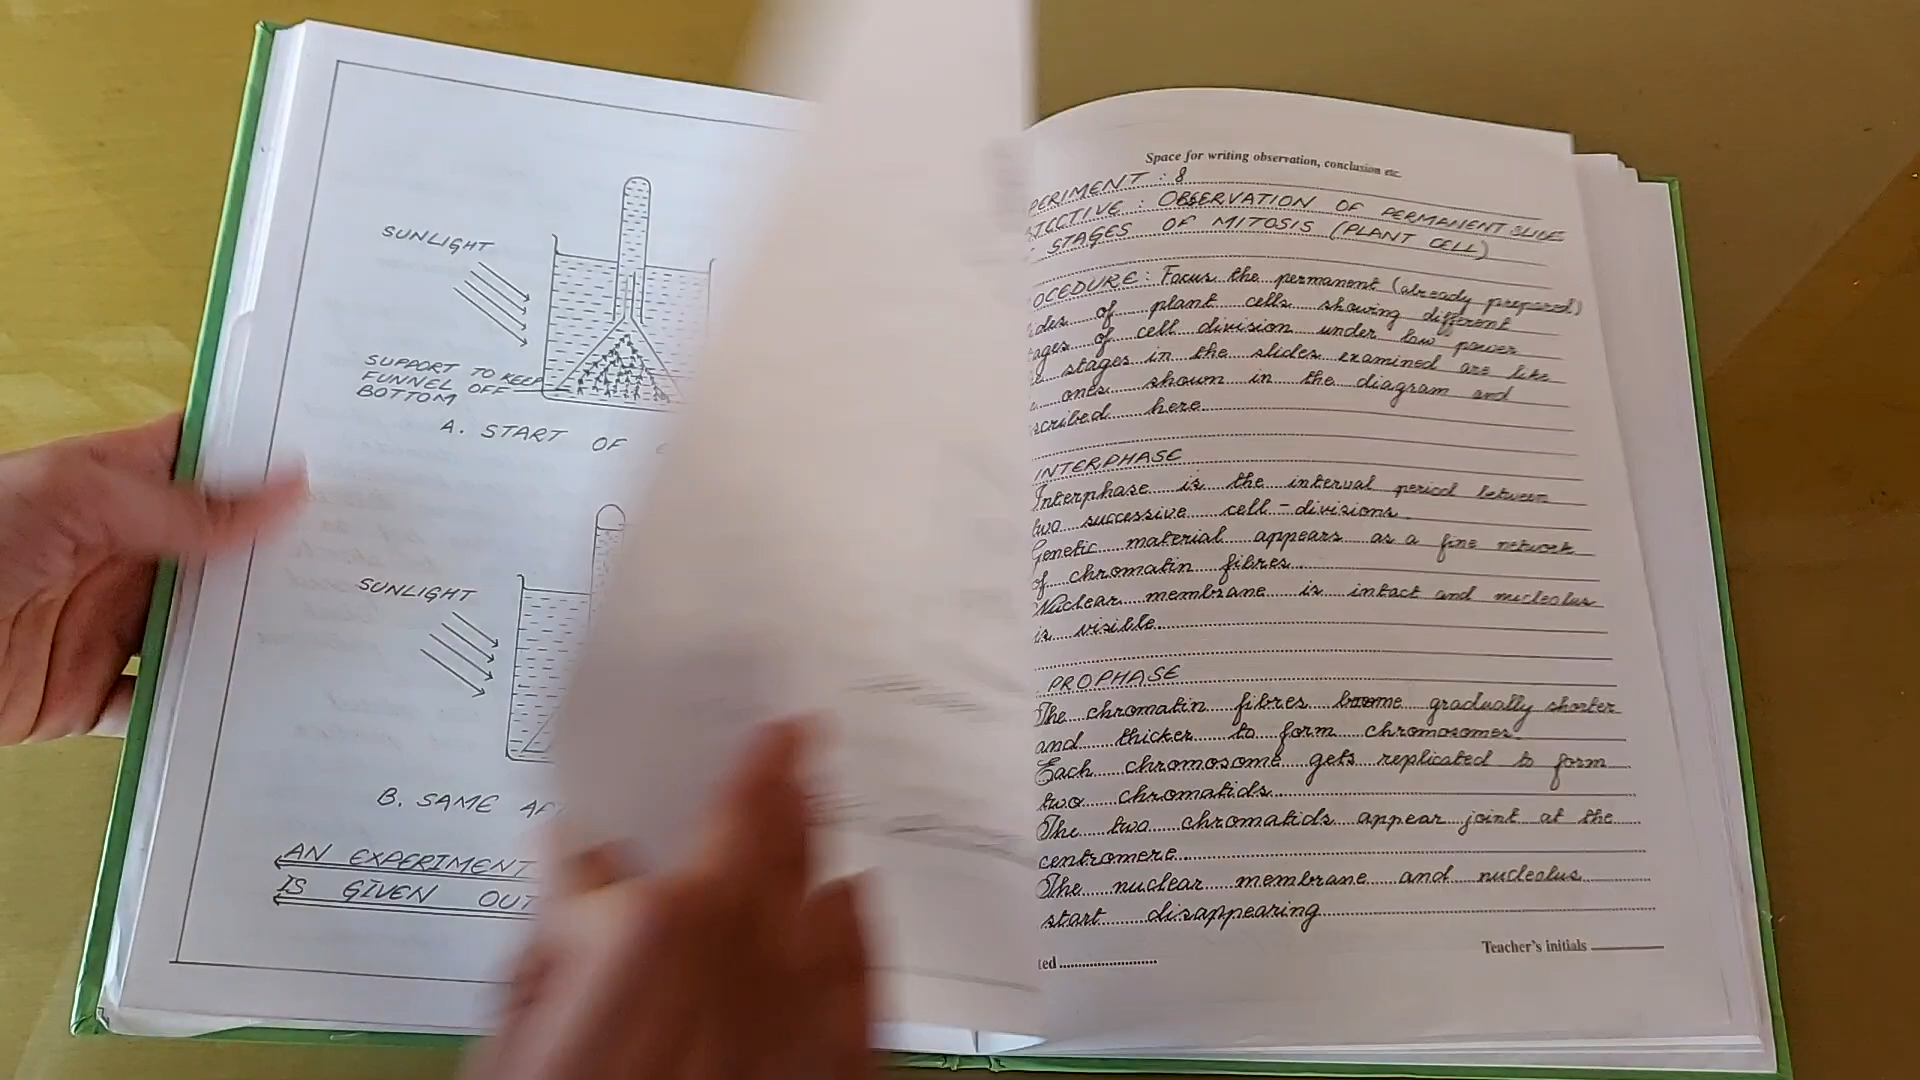 SUNLIGHT
SUPPORT TO KEEP
FUNNEL OFF
BOTTOM
A. START OF
SUNLIGHT
B. SAME AF
AN EXPERIMENT
IS GIVEN OUT
Space for writing observation, conclusion etc.
PERIMENT : 8
JECTIVE : OBSERVATION OF PERMANENT SLIDE
STAGES OF MITOSIS (PLANT CELL)
OCEDURE : Focus the permanent (already prepared)
ides of plant cells showing different
ages of cell division under low power
stages in the slides examined are like
ones shown in the diagram and
scribed here.
INTERPHASE
Interphase is the interval period between
two successive cell-divisions.
Genetic material appears as a fine network
of chromatin fibres.
Nuclear membrane is intact and nucleolus
is visible.
PROPHASE
The chromatin fibres become gradually shorter
and thicker to form chromosomes.
Each chromosome gets replicated to form
two chromatids.
The two chromatids appear joint at the
centromere.
The nuclear membrane and nucleolus
start disappearing
Teacher's initials
ted